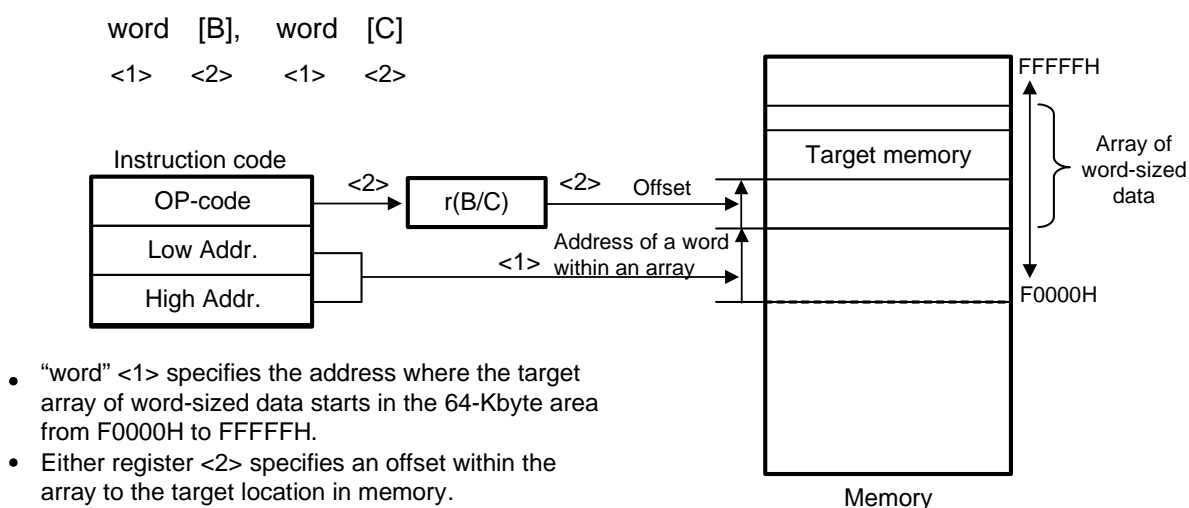 word [B], word [C]
<1> <2> <1> <2>
Instruction code
OP-code
Low Addr.
High Addr.
<2>
r(B/C)
<2>
Offset
<1>
Address of a word
within an array
FFFFFH
Target memory
Array of
word-sized
data
F0000H
Memory
• “word” <1> specifies the address where the target
array of word-sized data starts in the 64-Kbyte area
from F0000H to FFFFFH.
• Either register <2> specifies an offset within the
array to the target location in memory.